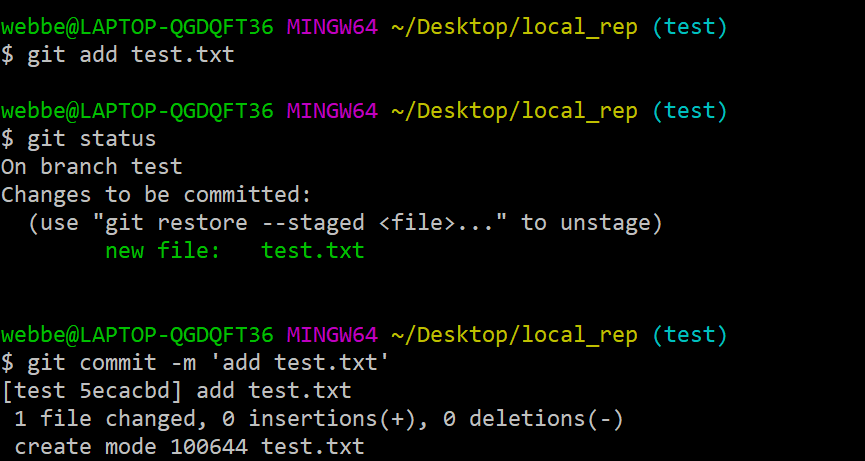 webbe@LAPTOP-QGDQFT36 MINGW64 ~/Desktop/local_rep (test)
$ git add test.txt
webbe@LAPTOP-QGDQFT36 MINGW64 ~/Desktop/local_rep (test)
$ git status
On branch test
Changes to be committed:
  (use "git restore --staged <file>..." to unstage)
        new file:   test.txt
webbe@LAPTOP-QGDQFT36 MINGW64 ~/Desktop/local_rep (test)
$ git commit -m 'add test.txt'
[test 5ecacbd] add test.txt
 1 file changed, 0 insertions(+), 0 deletions(-)
 create mode 100644 test.txt